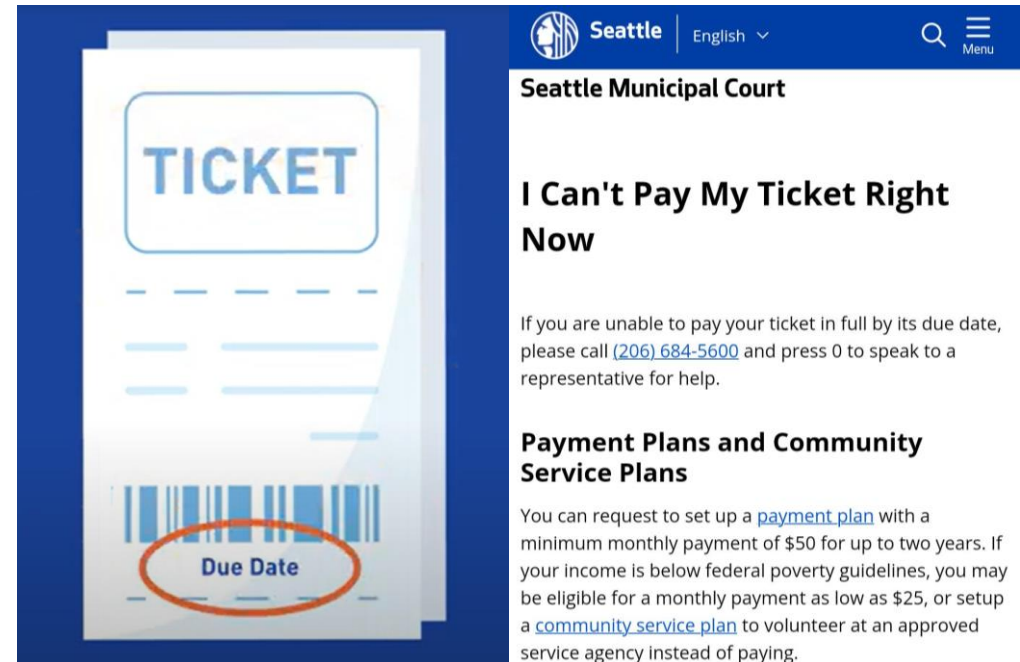 TICKET
Due Date
Seattle
English
Menu
Seattle Municipal Court
I Can't Pay My Ticket Right
Now
If you are unable to pay your ticket in full by its due date,
please call (206) 684-5600 and press 0 to speak to a
representative for help.
Payment Plans and Community
Service Plans
You can request to set up a payment plan with a
minimum monthly payment of $50 for up to two years. If
your income is below federal poverty guidelines, you may
be eligible for a monthly payment as low as $25, or setup
a community service plan to volunteer at an approved
service agency instead of paying.